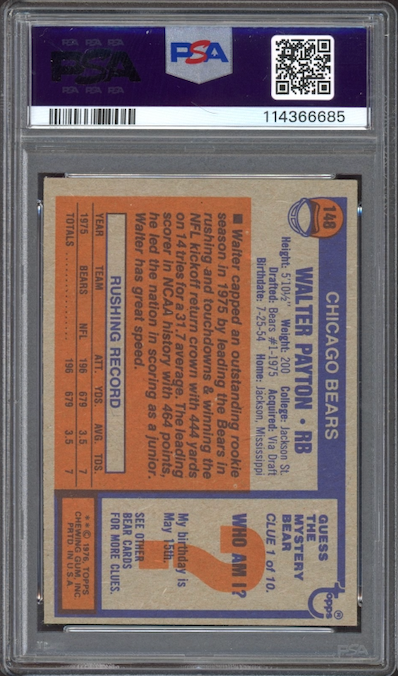 PSA
PSA
PSA
114366685
148
CHICAGO BEARS
WALTER PAYTON • RB
Height: 5'10½" Weight: 200 College: Jackson St.
Drafted: Bears #1-1975 Acquired: Via Draft
Birthdate: 7-25-54 Home: Jackson, Mississippi
■ Walter capped an outstanding rookie
season in 1975 by leading the Bears in
rushing and touchdowns & winning the
NFL kickoff return crown with 444 yards
on 14 tries for a 31.7 average. The leading
scorer in NCAA history with 464 points,
he led the nation in scoring as a junior.
Walter has great speed.
RUSHING RECORD
YEAR TEAM ATT. YDS. AVG. TDS.
1975 BEARS NFL 196 679 3.5 7
TOTALS 196 679 3.5 7
Topps ®
GUESS
THE
MYSTERY
BEAR
CLUE 1 of 10.
WHO AM I?
?
My birthday is
May 15th.
SEE OTHER
BEAR CARDS
FOR MORE CLUES.
**© 1976 TOPPS
CHEWING GUM, INC.
PRTD. IN U.S.A.